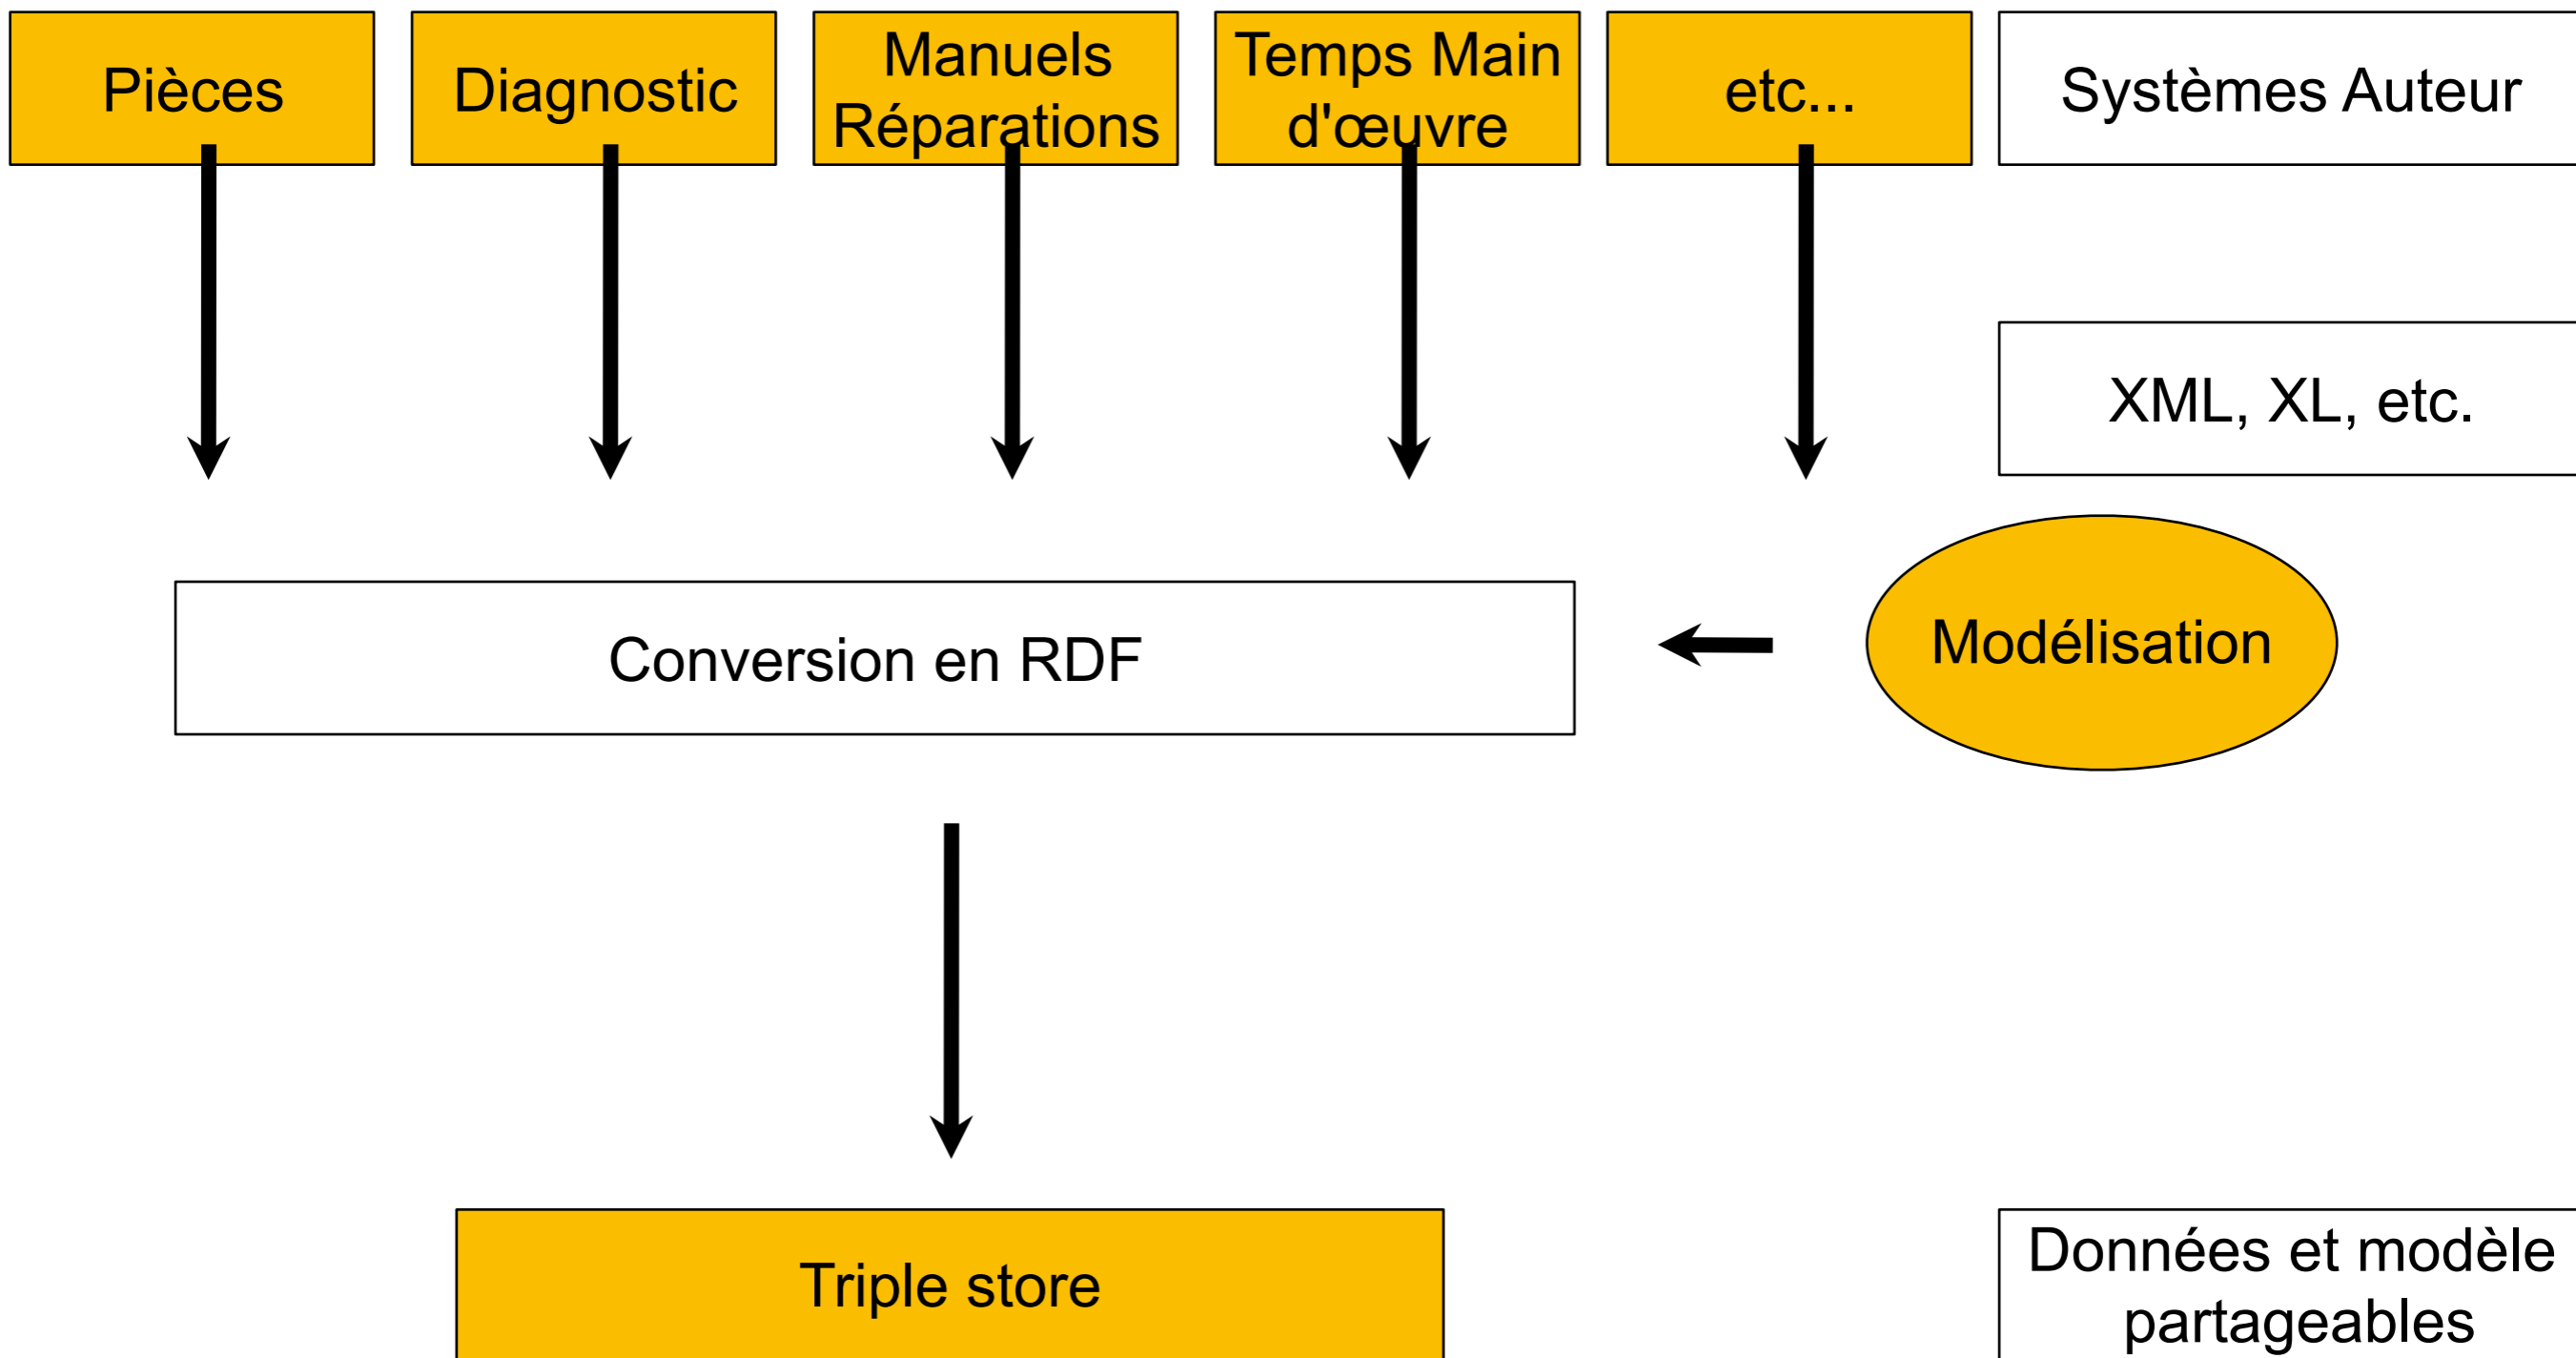 Pièces
Diagnostic
Manuels
Réparations
Temps Main
d'œuvre
etc...
Systèmes Auteur
XML, XL, etc.
Modélisation
Conversion en RDF
Triple store
Données et modèle
partageables